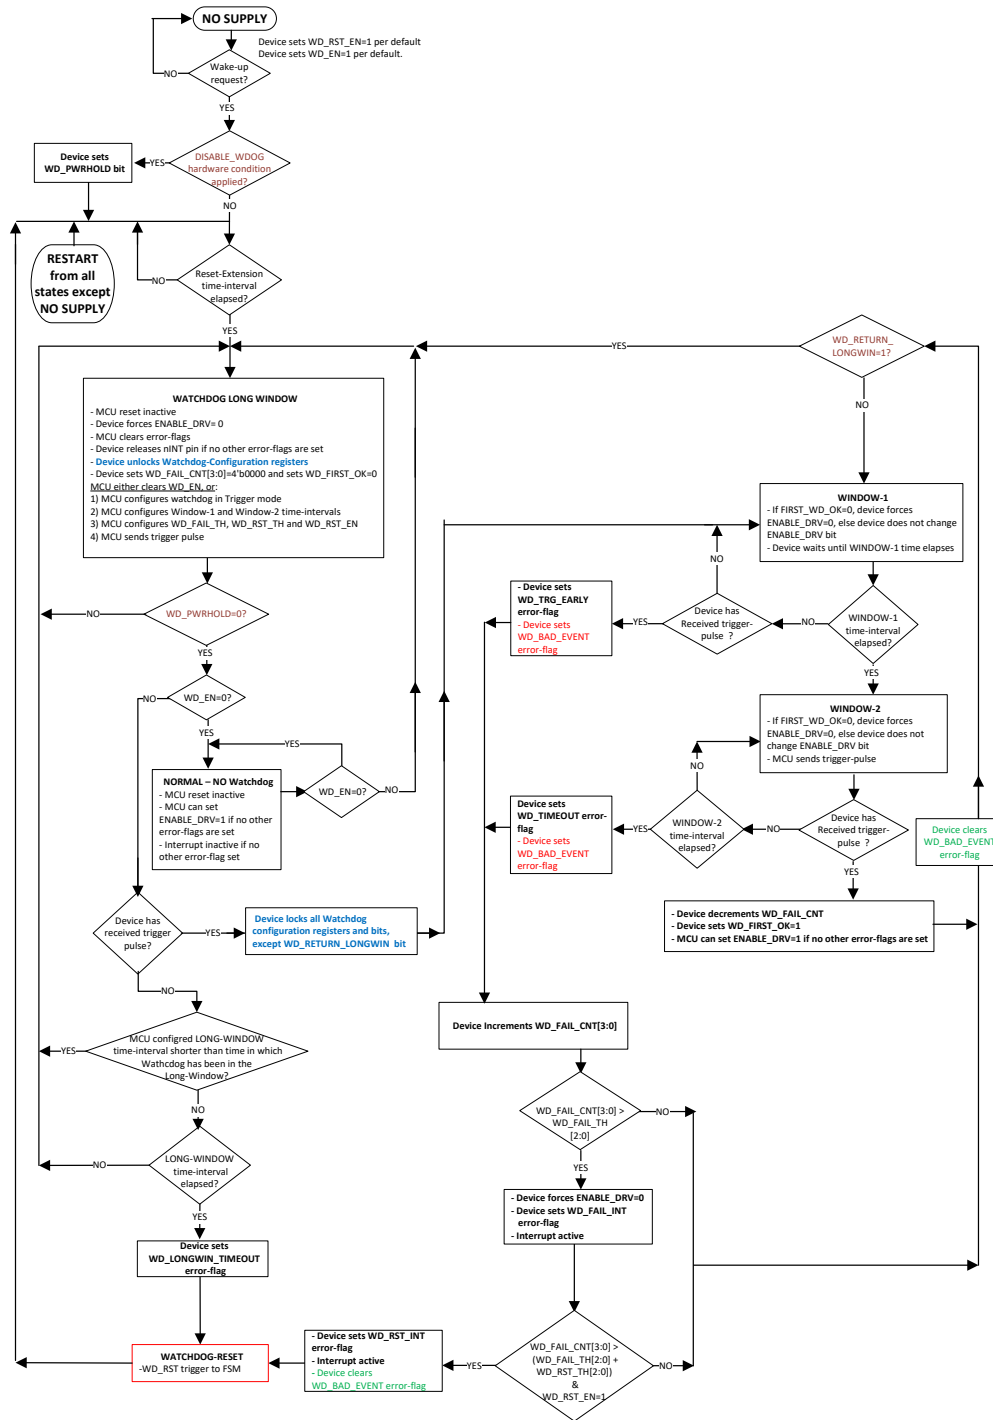 NO SUPPLY
Device sets WD_RST_EN=1 per default
Device sets WD_EN=1 per default.
Wake-up
request?
NO
YES
Device sets
WD_PWRHOLD bit
YES
DISABLE_WDOG
hardware condition
applied?
NO
RESTART
from all
states except
NO SUPPLY
NO
Reset-Extension
time-interval
elapsed?
YES
YES
WD_RETURN_
LONGWIN=1?
NO
WATCHDOG LONG WINDOW
- MCU reset inactive
- Device forces ENABLE_DRV= 0
- MCU clears error-flags
- Device releases nINT pin if no other error-flags are set
- Device unlocks Watchdog-Configuration registers
- Device sets WD_FAIL_CNT[3:0]=4'b0000 and sets WD_FIRST_OK=0
MCU either clears WD_EN, or:
1) MCU configures watchdog in Trigger mode
2) MCU configures Window-1 and Window-2 time-intervals
3) MCU configures WD_FAIL_TH, WD_RST_TH and WD_RST_EN
4) MCU sends trigger pulse
WINDOW-1
- If FIRST_WD_OK=0, device forces
ENABLE_DRV=0, else device does not change
ENABLE_DRV bit
- Device waits until WINDOW-1 time elapses
NO
- Device sets
WD_TRG_EARLY
error-flag
- Device sets
WD_BAD_EVENT
error-flag
YES
Device has
Received trigger-
pulse ?
NO
WINDOW-1
time-interval
elapsed?
YES
NO
WD_PWRHOLD=0?
YES
NO
WD_EN=0?
YES
YES
NORMAL – NO Watchdog
- MCU reset inactive
- MCU can set
ENABLE_DRV=1 if no other
error-flags are set
- Interrupt inactive if no
other error-flag set
WD_EN=0?
NO
WINDOW-2
- If FIRST_WD_OK=0, device forces
ENABLE_DRV=0, else device does not
change ENABLE_DRV bit
- MCU sends trigger-pulse
NO
Device sets
WD_TIMEOUT error-
flag
- Device sets
WD_BAD_EVENT
error-flag
YES
WINDOW-2
time-interval
elapsed?
NO
Device has
Received trigger-
pulse ?
YES
Device clears
WD_BAD_EVENT
error-flag
- Device decrements WD_FAIL_CNT
- Device sets WD_FIRST_OK=1
- MCU can set ENABLE_DRV=1 if no other error-flags are set
Device has
received trigger
pulse?
YES
Device locks all Watchdog
configuration registers and bits,
except WD_RETURN_LONGWIN bit
NO
YES
MCU configred LONG-WINDOW
time-interval shorter than time in which
Wathcdog has been in the
Long-Window?
NO
Device Increments WD_FAIL_CNT[3:0]
WD_FAIL_CNT[3:0] >
WD_FAIL_TH
[2:0]
NO
YES
NO
LONG-WINDOW
time-interval
elapsed?
YES
- Device forces ENABLE_DRV=0
- Device sets WD_FAIL_INT
error-flag
- Interrupt active
Device sets
WD_LONGWIN_TIMEOUT
error-flag
WATCHDOG-RESET
-WD_RST trigger to FSM
- Device sets WD_RST_INT
error-flag
- Interrupt active
- Device clears
WD_BAD_EVENT error-flag
YES
WD_FAIL_CNT[3:0] >
(WD_FAIL_TH[2:0] +
WD_RST_TH[2:0])
&
WD_RST_EN=1
NO